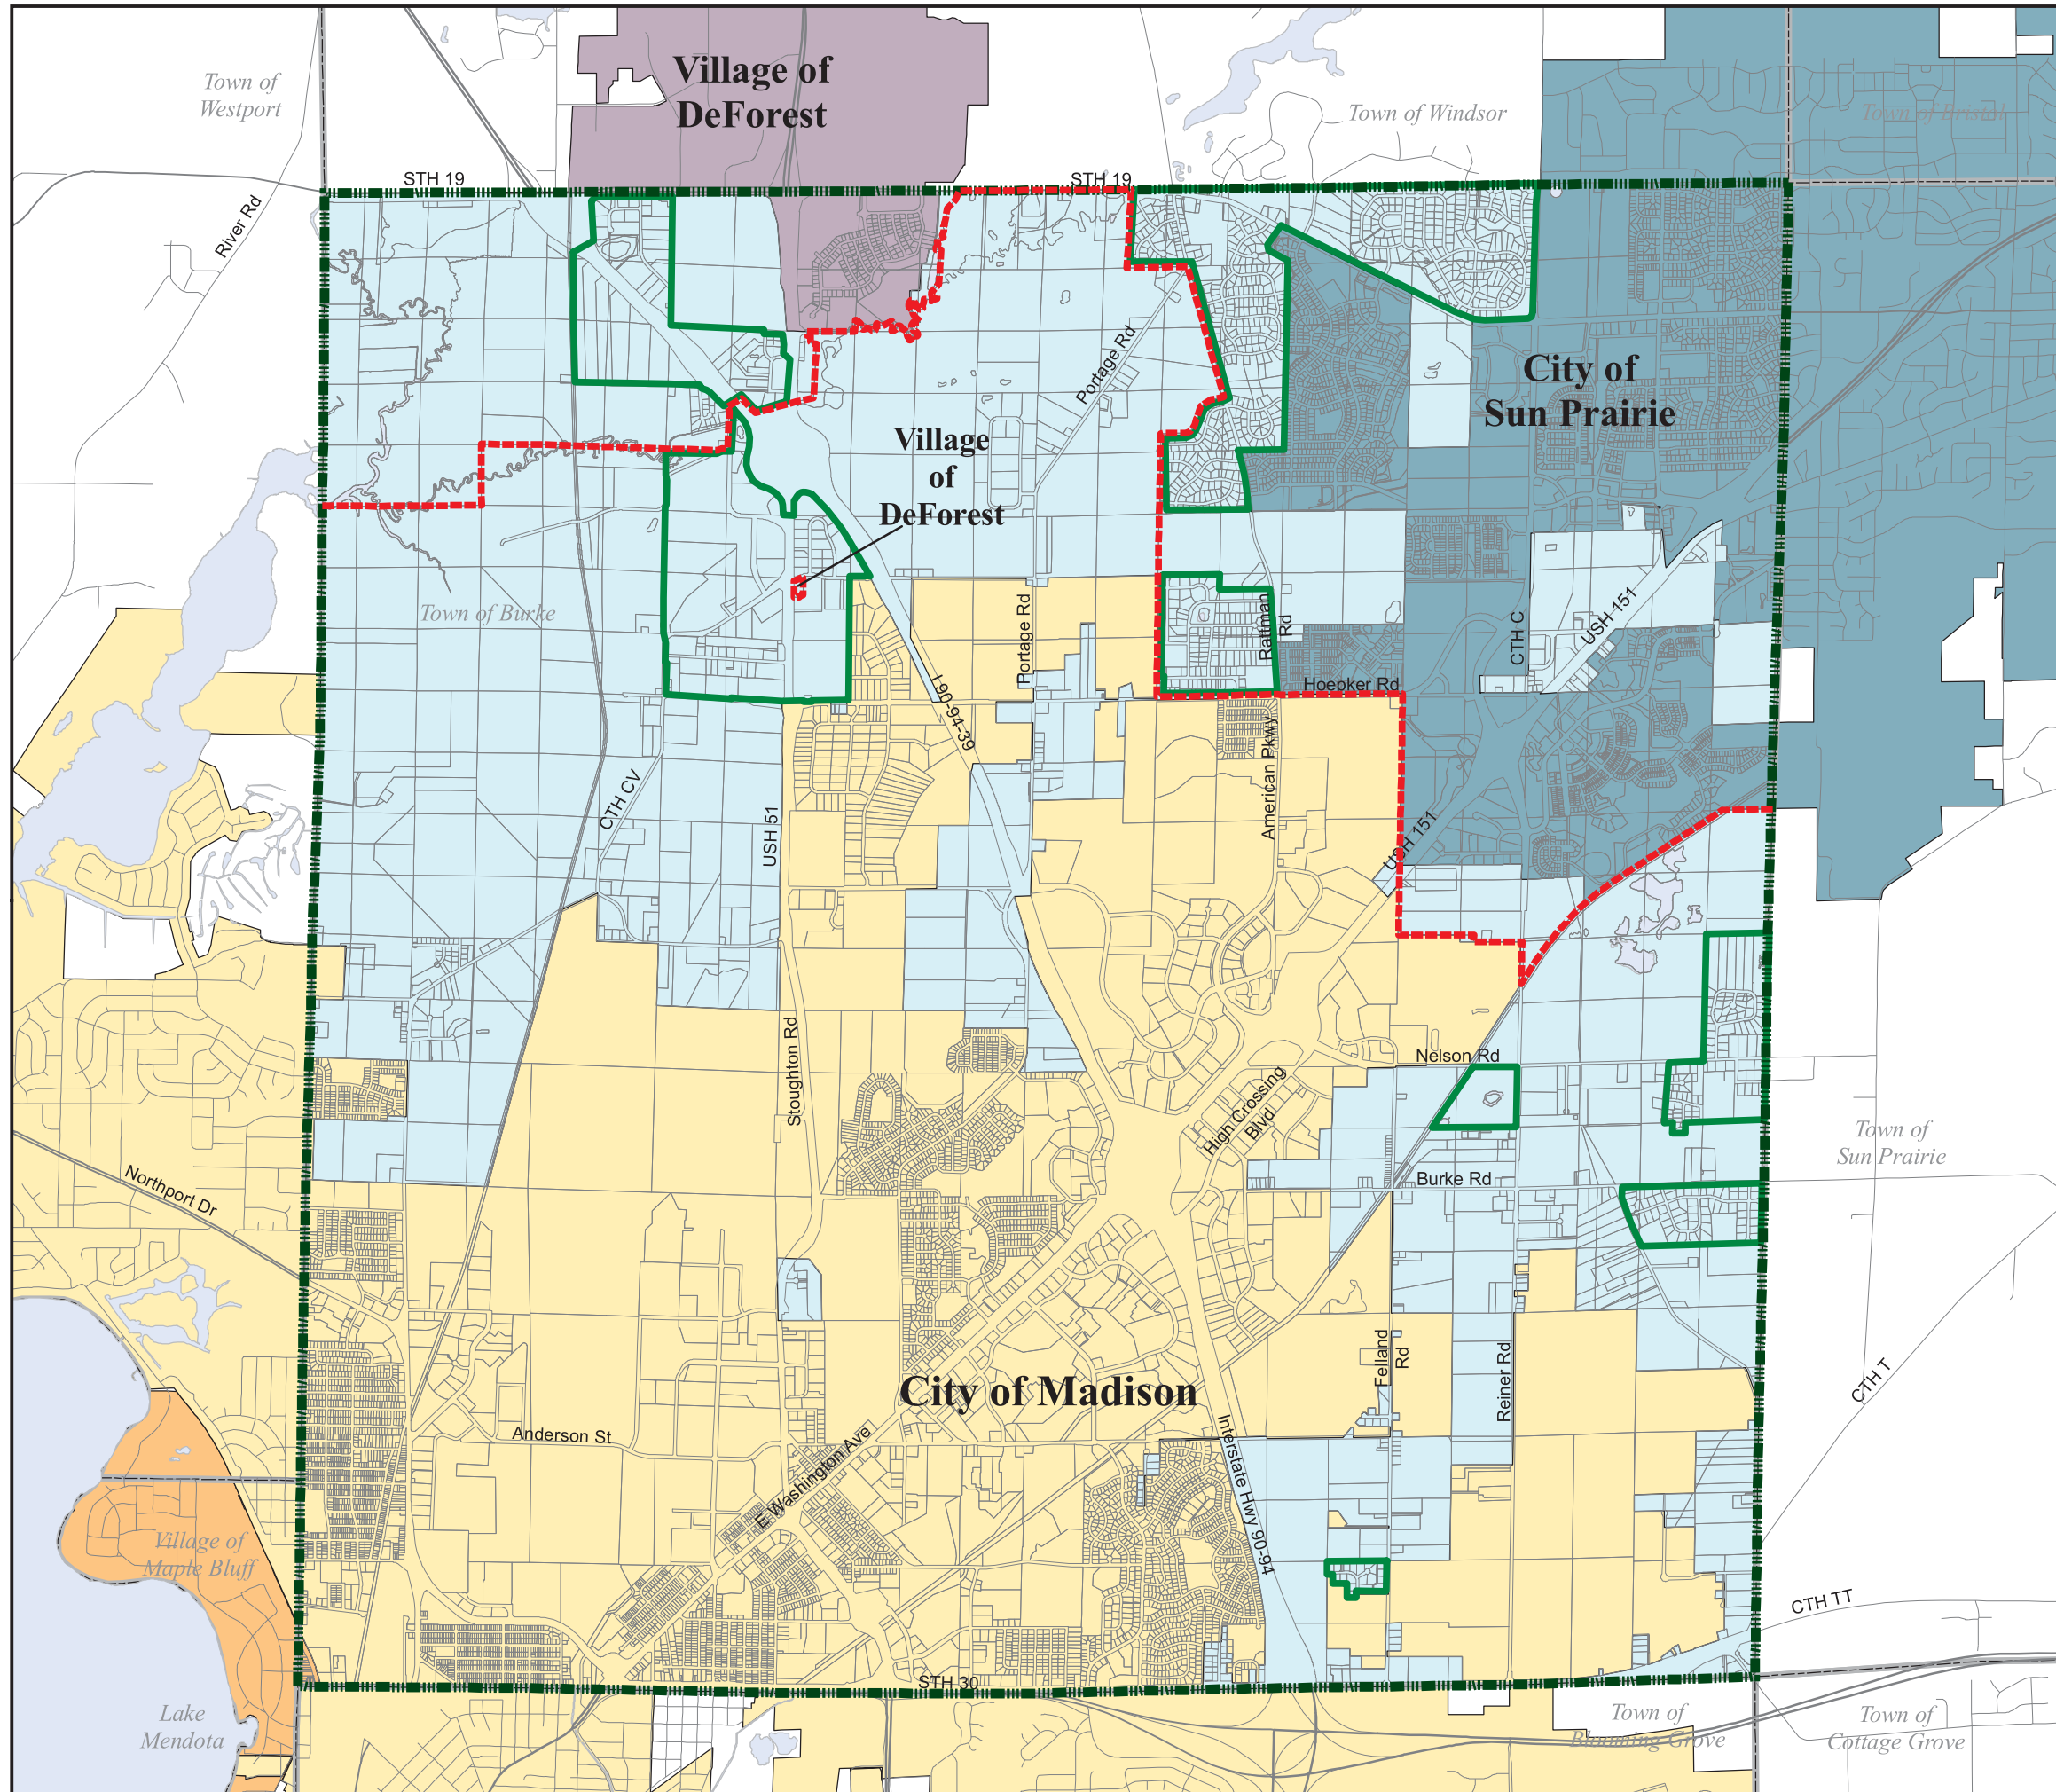 Village of
DeForest
Town of
Westport
Town of Windsor
Town of Bristol
STH 19
STH 19
River Rd
City of
Sun Prairie
Portage Rd
Village
of
DeForest
Town of Burke
Portage Rd
Rattman
Rd
CTH C
USH 151
Hoepker Rd
I-90-94-39
American Pkwy
CTH CV
USH 51
USH 151
Stoughton Rd
Nelson Rd
High Crossing
Blvd
Town of
Sun Prairie
Northport Dr
Burke Rd
Felland
Rd
Reiner Rd
CTH T
City of Madison
Anderson St
E Washington Ave
Interstate Hwy 90-94
Village of
Maple Bluff
CTH TT
STH 30
Lake
Mendota
Town of
Blooming Grove
Town of
Cottage Grove